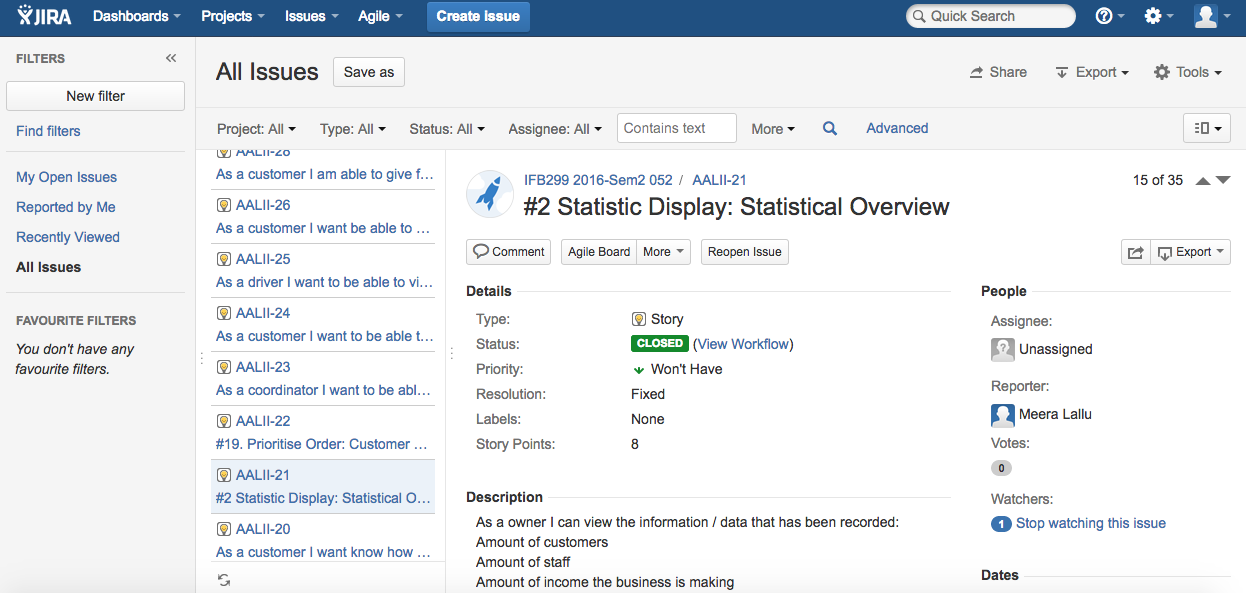 JIRA Dashboards Projects Issues Agile Create Issue Quick Search
FILTERS
New filter
Find filters
My Open Issues
Reported by Me
Recently Viewed
All Issues
FAVOURITE FILTERS
You don't have any
favourite filters.
All Issues Save as Share Export Tools
Project: All Type: All Status: All Assignee: All Contains text More Advanced
AALII-28
As a customer I am able to give f...
AALII-26
As a customer I want be able to ...
AALII-25
As a driver I want to be able to vi...
AALII-24
As a customer I want to be able t...
AALII-23
As a coordinator I want to be abl...
AALII-22
#19. Prioritise Order: Customer ...
AALII-21
#2 Statistic Display: Statistical O...
AALII-20
As a customer I want know how ...
IFB299 2016-Sem2 052 / AALII-21
15 of 35
#2 Statistic Display: Statistical Overview
Comment Agile Board More Reopen Issue Export
Details
Type: Story
Status: CLOSED (View Workflow)
Priority: Won't Have
Resolution: Fixed
Labels: None
Story Points: 8
Description
As a owner I can view the information / data that has been recorded:
Amount of customers
Amount of staff
Amount of income the business is making
People
Assignee:
Unassigned
Reporter:
Meera Lallu
Votes:
0
Watchers:
1 Stop watching this issue
Dates